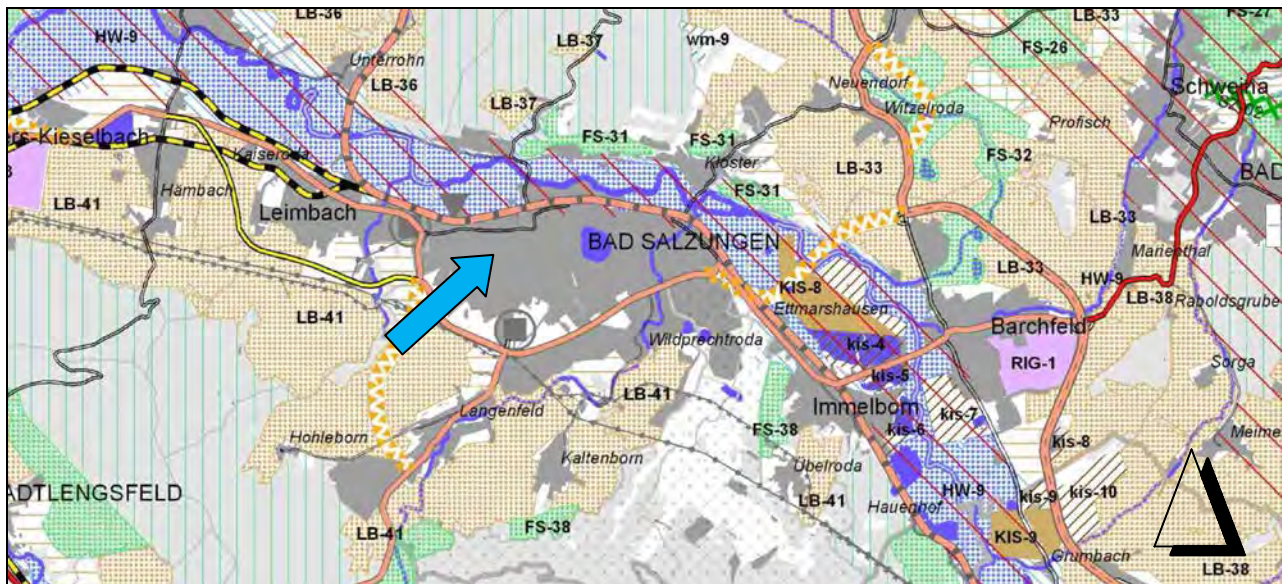 LB-36
HW-9
Unterrohn
LB-36
LB-37
LB-37
wm-9
LB-33
FS-27
FS-26
Neuendorf
Witzelroda
Schweina
Profisch
ers-Kieselbach
Kaiseroda
FS-31
FS-31
Kloster
FS-32
LB-33
BAD
LB-41
Hämbach
Leimbach
FS-31
LB-33
BAD SALZUNGEN
Marienthal
LB-33
HW-9
KIS-8
LB-38
Raboldsgrube
LB-41
Ettmarshausen
Barchfeld
Wildprechtroda
kis-4
RIG-1
Sorga
kis-5
LB-41
Langenfeld
Immelborn
kis-7
Hohleborn
FS-38
kis-6
kis-8
Meime
Kaltenborn
Übelroda
ADTLENGSFELD
LB-41
HW-9
kis-9
kis-10
Hauenhof
LB-41
FS-38
KIS-9
Grumbach
LB-38